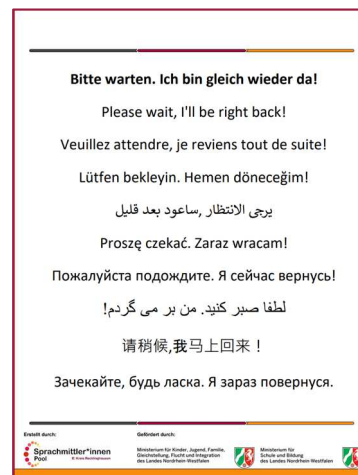 Bitte warten. Ich bin gleich wieder da!
Please wait, I'll be right back!
Veuillez attendre, je reviens tout de suite!
Lütfen bekleyin. Hemen döneceğim!
يرجى الانتظار ,ساعود بعد قليل
Proszę czekać. Zaraz wracam!
Пожалуйста подождите. Я сейчас вернусь!
لطفا صبر کنید. من بر می گردم!
请稍候,我马上回来！
Зачекайте, будь ласка. Я зараз повернуся.
Erstellt durch:
Sprachmittler*innen
Pool
Kreis Recklinghausen
Gefördert durch:
Ministerium für Kinder, Jugend, Familie,
Gleichstellung, Flucht und Integration
des Landes Nordrhein-Westfalen
Ministerium für
Schule und Bildung
des Landes Nordrhein-Westfalen